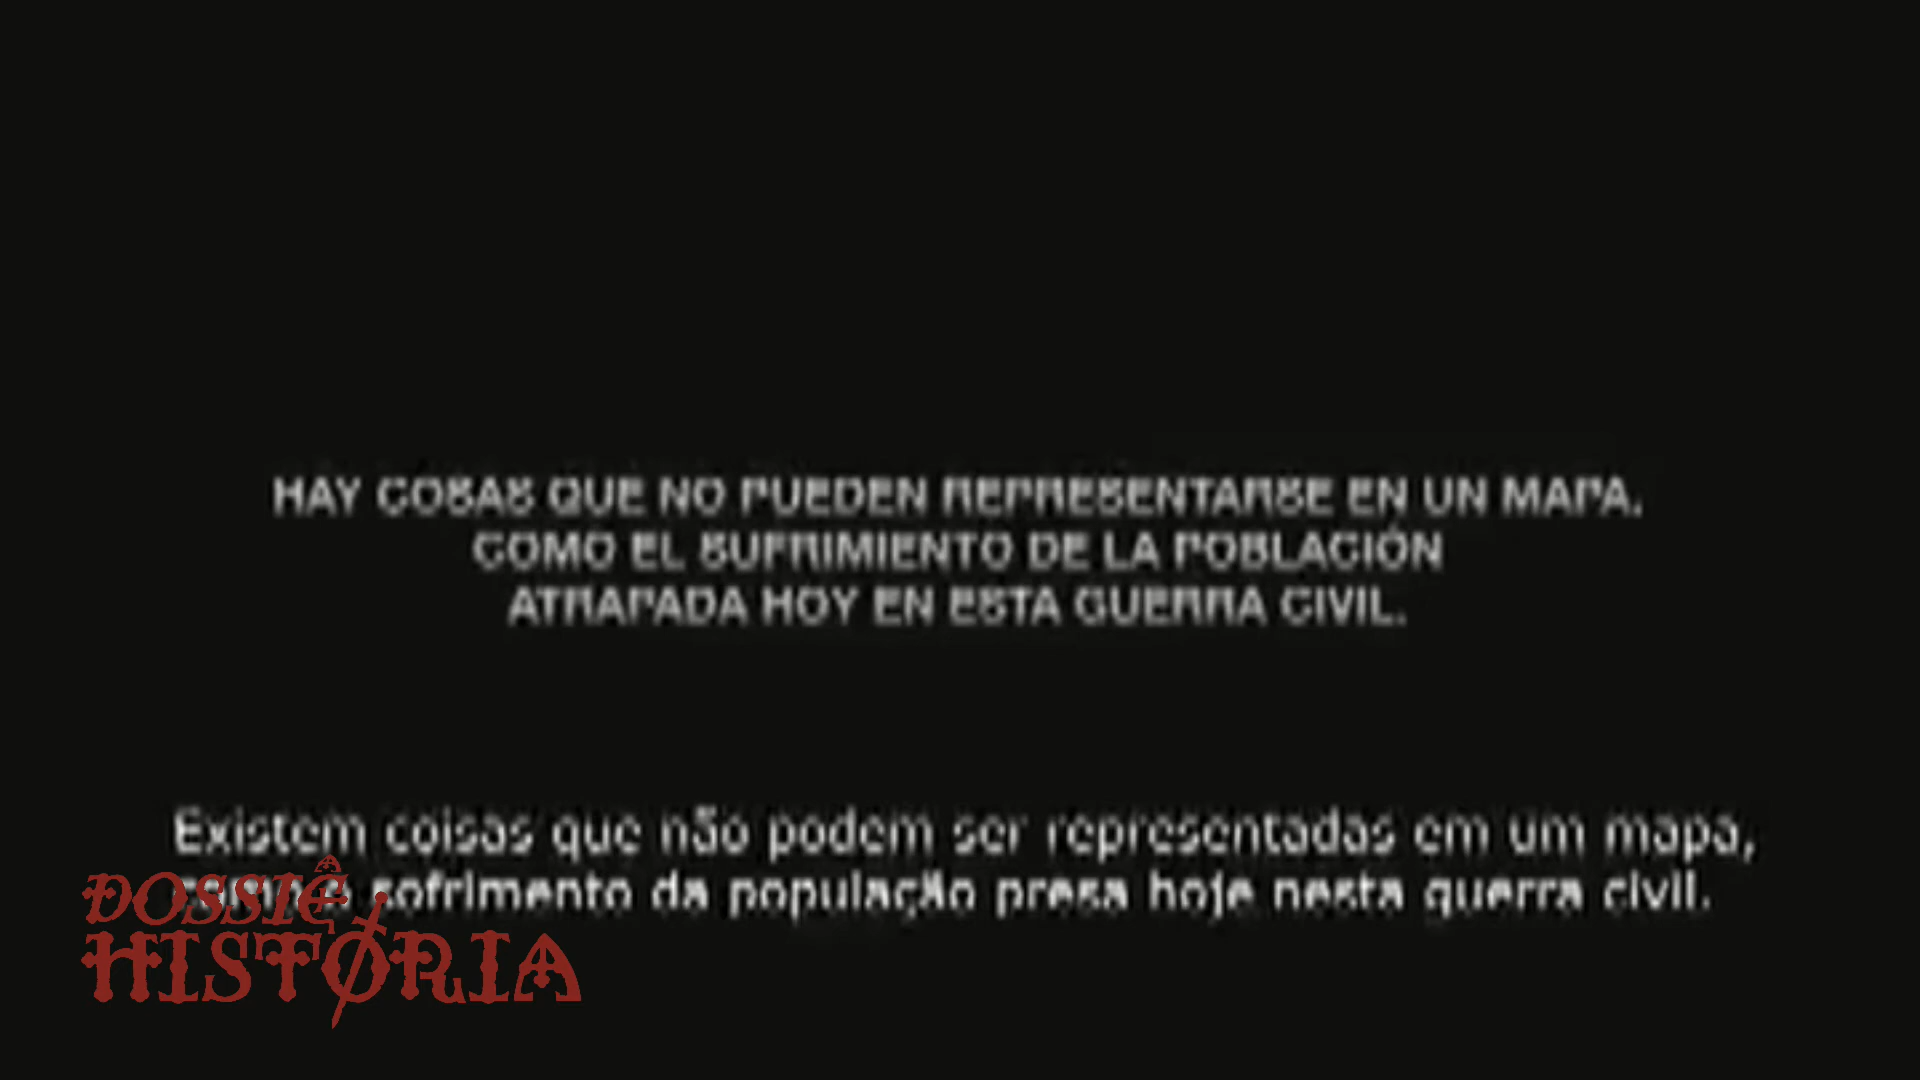 HAY COSAS QUE NO PUEDEN REPRESENTARSE EN UN MAPA.
COMO EL SUFRIMIENTO DE LA POBLACIÓN
ATRAPADA HOY EN ESTA GUERRA CIVIL.
Existem coisas que não podem ser representadas em um mapa,
sofrimento da população presa hoje nesta guerra civil.
DOSSIÊ
HISTORIA